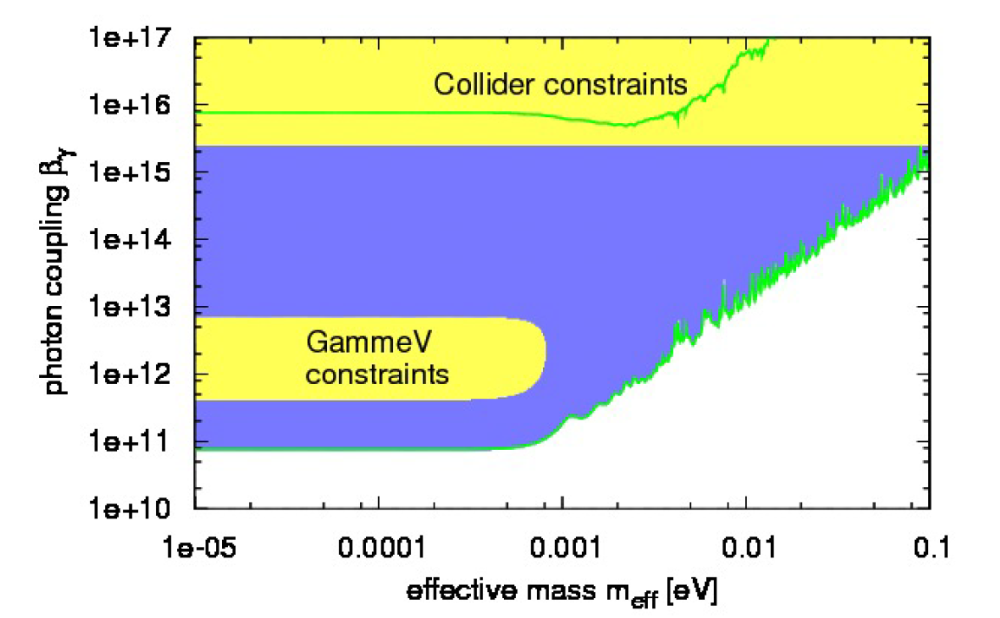 1e+17
Collider constraints
1e+16
1e+15
1e+14
1e+13
GammeV
constraints
1e+12
1e+11
1e+10
photon coupling βγ
1e-05 0.0001 0.001 0.01 0.1
effective mass meff [eV]